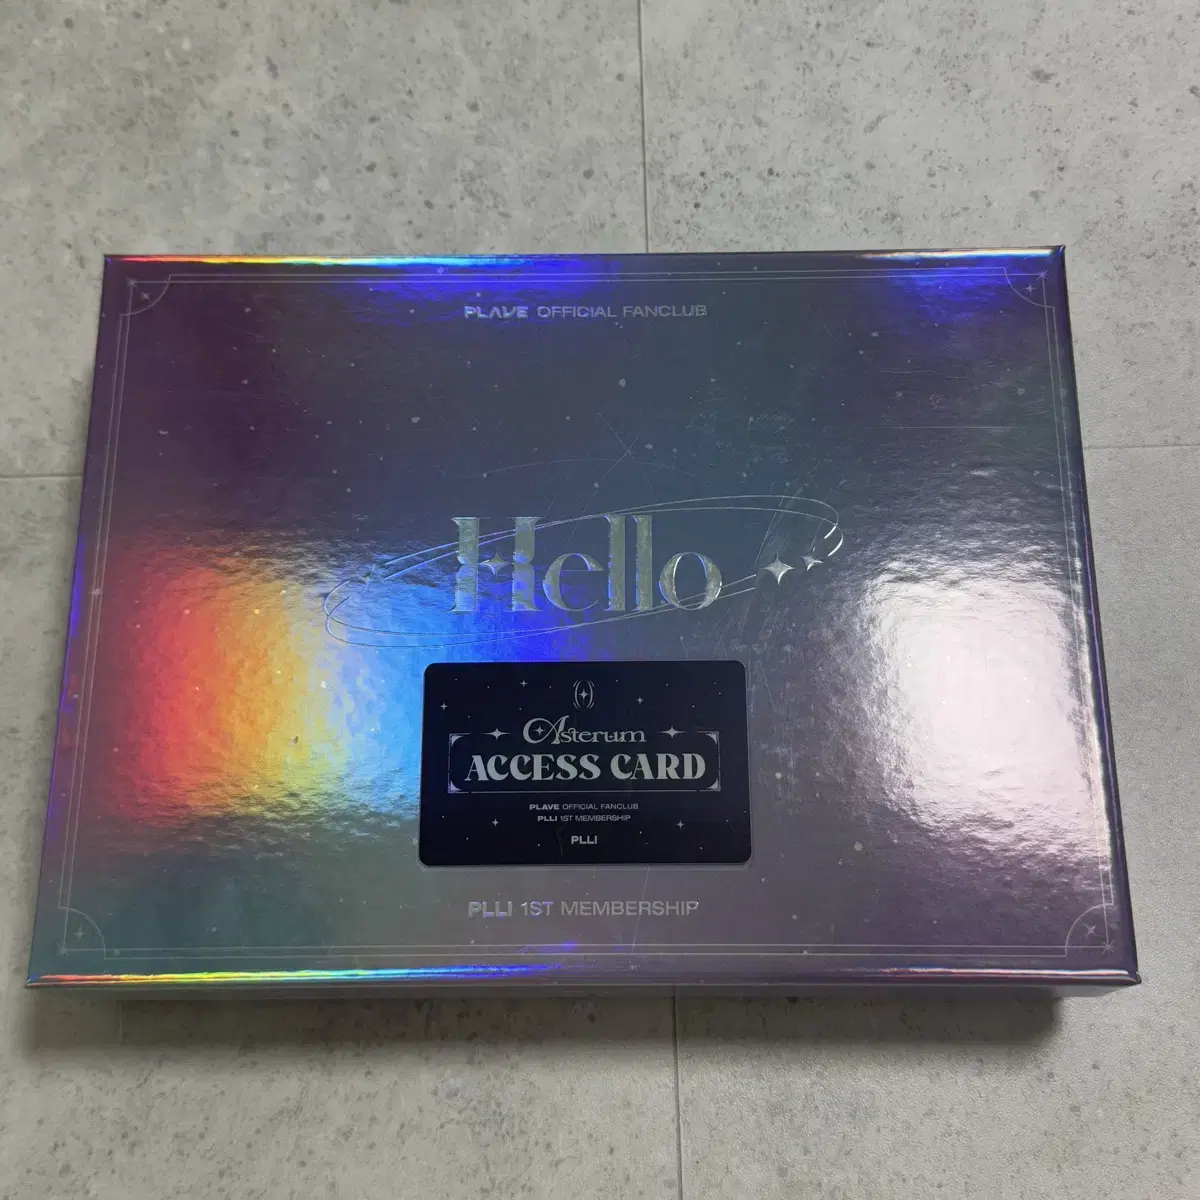 PLAVE OFFICIAL FANCLUB
Hello
Asterum
ACCESS CARD
PLAVE OFFICIAL FANCLUB
PLLI 1ST MEMBERSHIP
PLLI
PLLI 1ST MEMBERSHIP